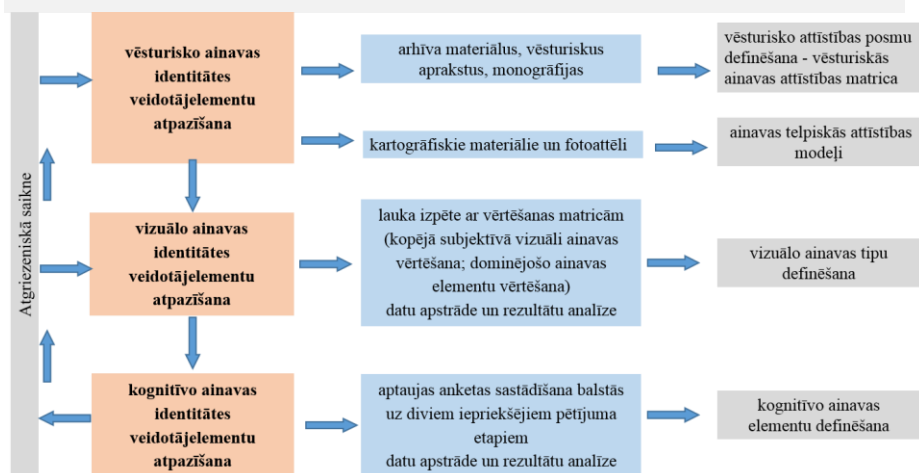 Atgriezeniskā saikne
vēsturisko ainavas
identitātes
veidotājelementu
atpazīšana
arhīva materiālus, vēsturiskus
aprakstus, monogrāfijas
vēsturisko attīstības posmu
definēšana - vēsturiskās
ainavas attīstības matrica
kartogrāfiskie materiālie un fotoattēli
ainavas telpiskās attīstības
modeļi
vizuālo ainavas
identitātes
veidotājelementu
atpazīšana
lauka izpēte ar vērtēšanas matricām
(kopējā subjektīvā vizuāli ainavas
vērtēšana; dominējošo ainavas
elementu vērtēšana)
datu apstrāde un rezultātu analīze
vizuālo ainavas tipu
definēšana
kognitīvo ainavas
identitātes
veidotājelementu
atpazīšana
aptaujas anketas sastādīšana balstās
uz diviem iepriekšējiem pētījuma
etapiem
datu apstrāde un rezultātu analīze
kognitīvo ainavas
elementu definēšana